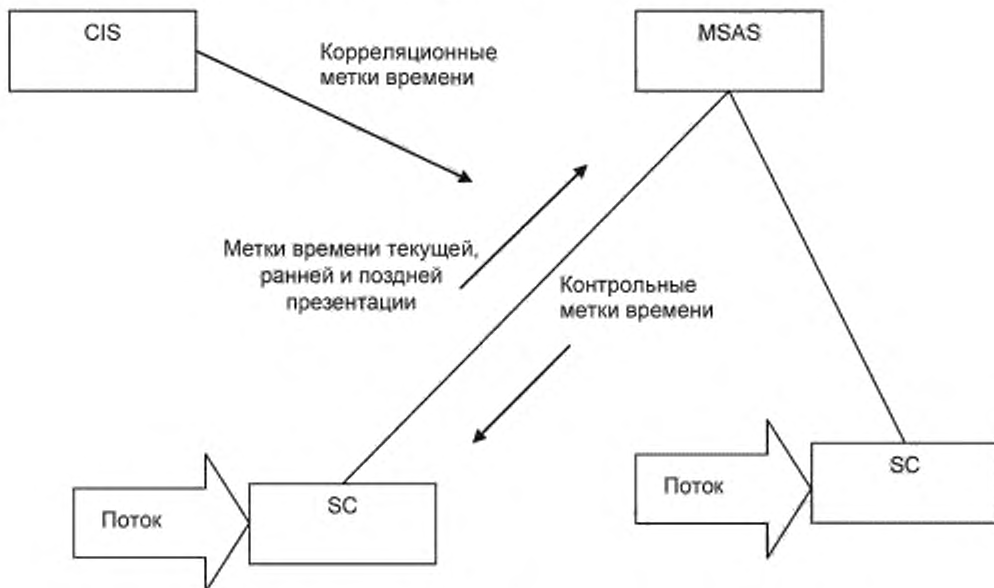 CIS
MSAS
Корреляционные
метки времени
Метки времени текущей,
ранней и поздней
презентации
Контрольные
метки времени
SC
Поток
SC
Поток